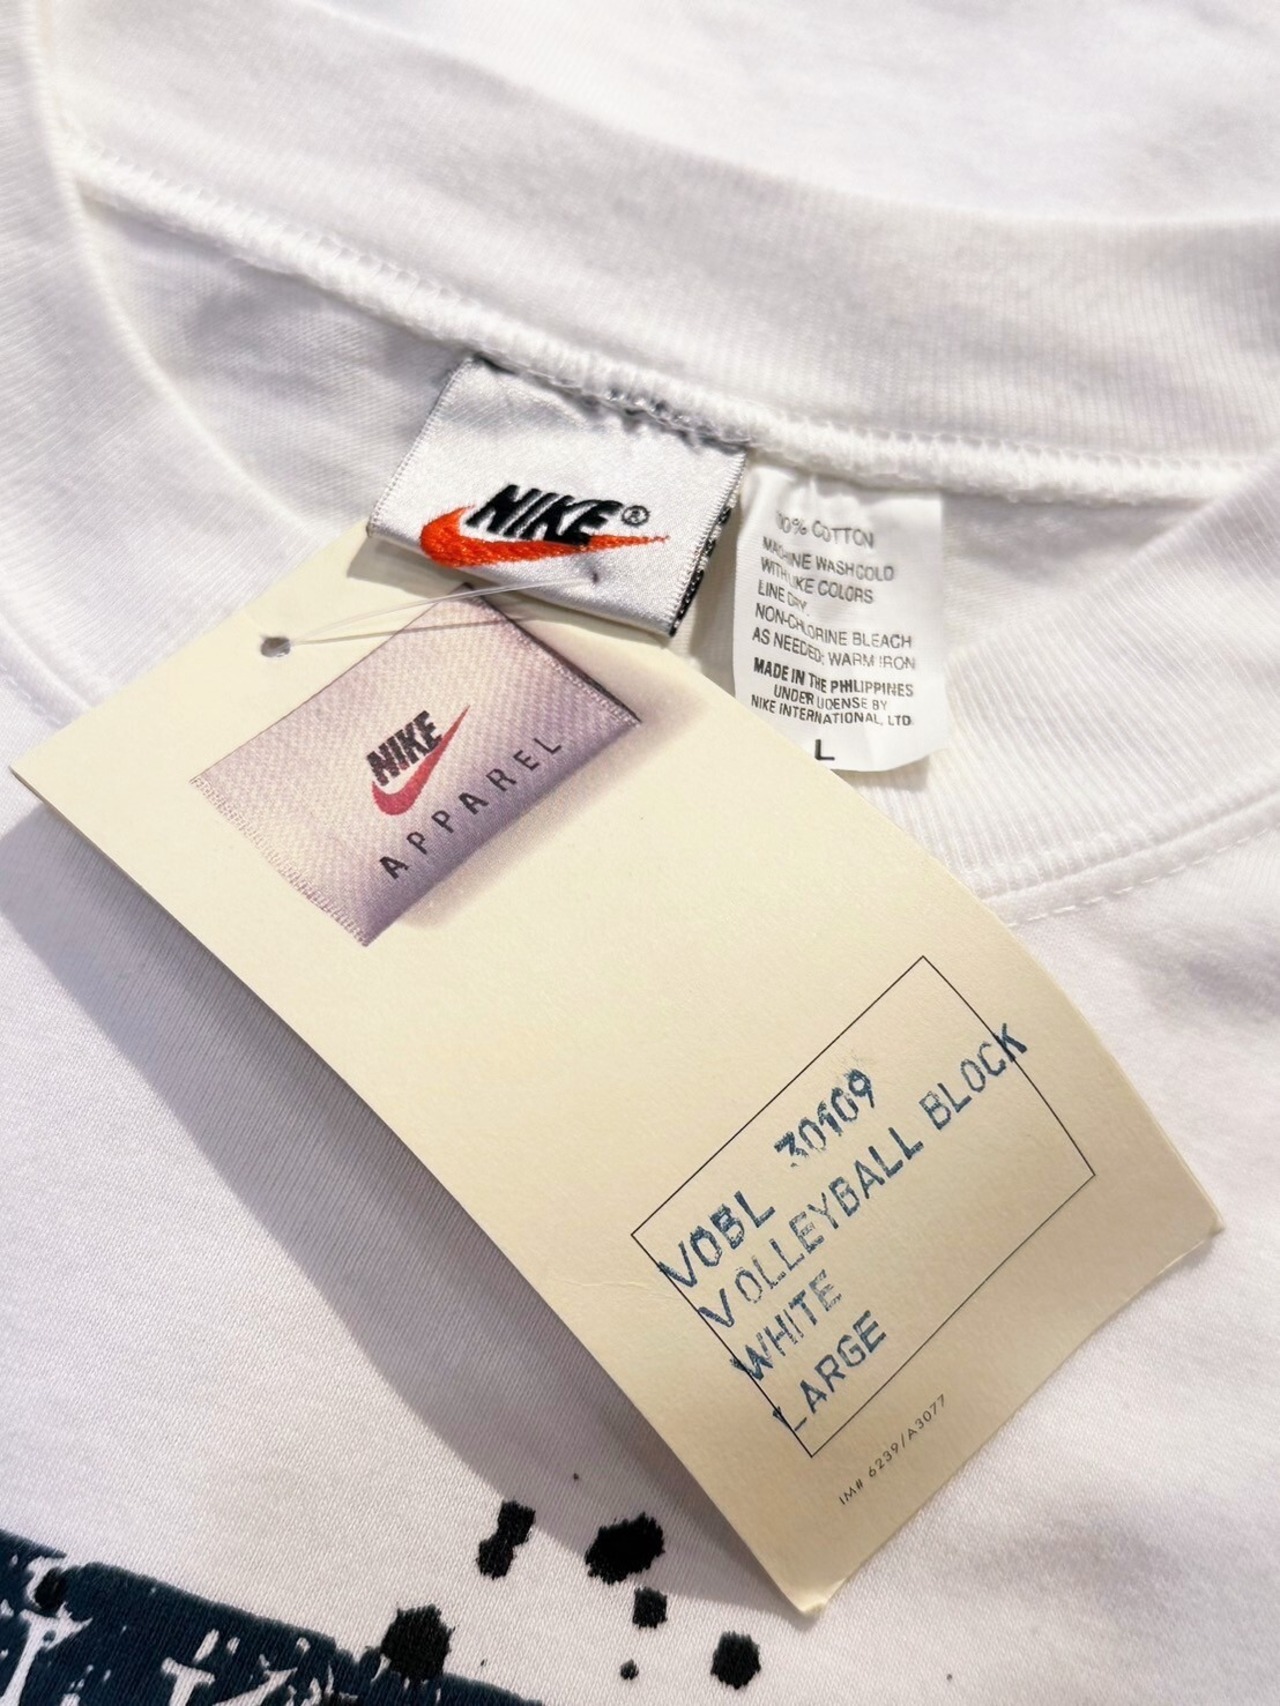 NIKE®
100% COTTON
MACHINE WASH COLD
WITH LIKE COLORS
LINE DRY.
NON-CHLORINE BLEACH
AS NEEDED: WARM IRON
MADE IN THE PHILIPPINES
UNDER LICENSE BY
NIKE INTERNATIONAL, LTD
L
NIKE
APPAREL
VOBL 30109
VOLLEYBALL BLOCK
WHITE
LARGE
IM# 6239/A3077